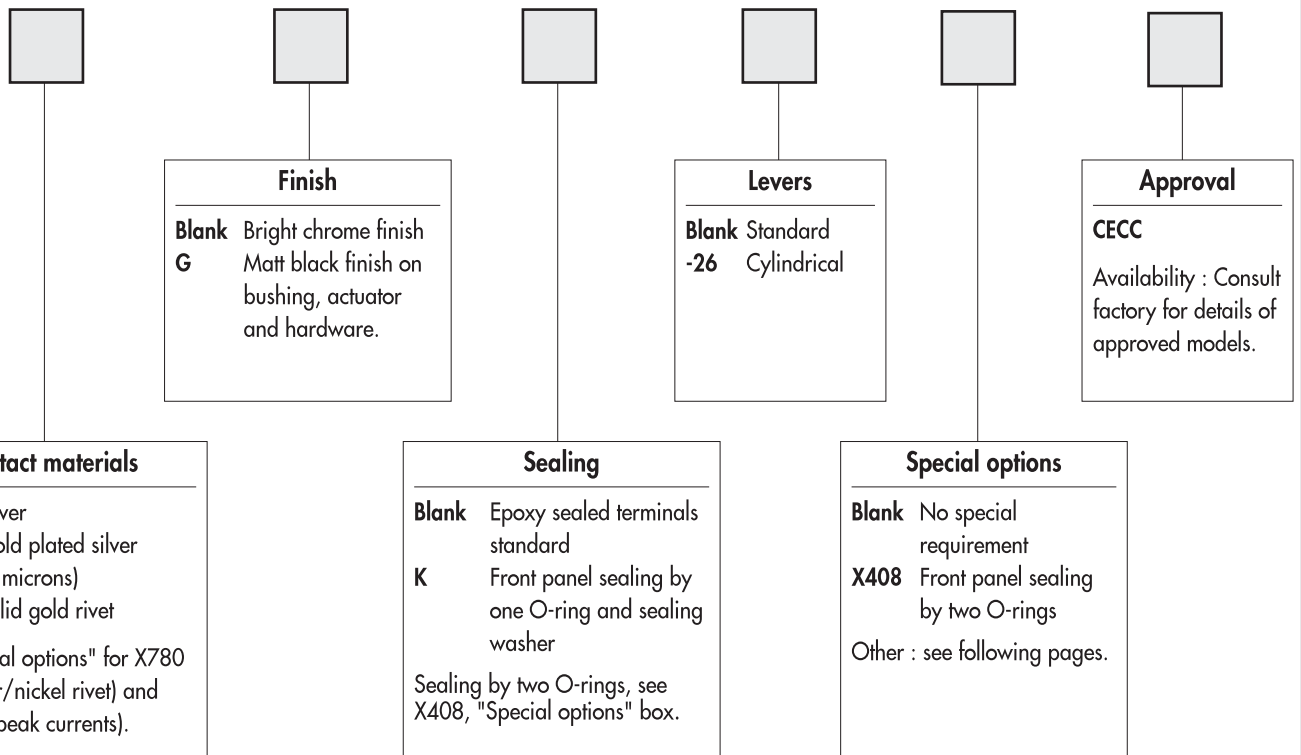 Finish
Blank Bright chrome finish
G Matt black finish on
bushing, actuator
and hardware.
Levers
Blank Standard
-26 Cylindrical
Approval
CECC
Availability : Consult
factory for details of
approved models.
tact materials
ver
old plated silver
microns)
lid gold rivet
al options" for X780
r/nickel rivet) and
peak currents).
Sealing
Blank Epoxy sealed terminals
standard
K Front panel sealing by
one O-ring and sealing
washer
Sealing by two O-rings, see
X408, "Special options" box.
Special options
Blank No special
requirement
X408 Front panel sealing
by two O-rings
Other : see following pages.